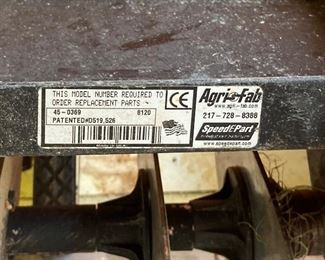 THIS MODEL NUMBER REQUIRED TO
ORDER REPLACEMENT PARTS -
45-0369 8120
PATENTED#D519,526
CE
Agri-Fab
www.agri-fab.com
217-728-8388
SpeedEPart
www.speedepart.com